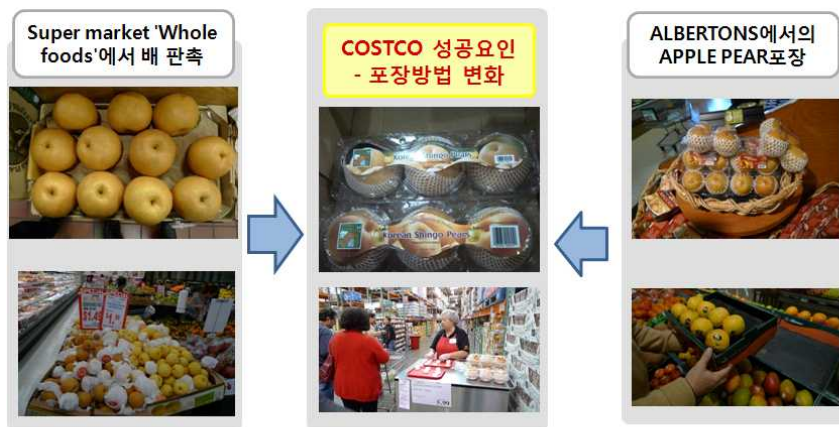 Super market 'Whole
foods'에서 배 판촉
COSTCO 성공요인
- 포장방법 변화
ALBERTONS에서의
APPLE PEAR포장
Korean Shingo Pears
Korean Shingo Pears
$1.49